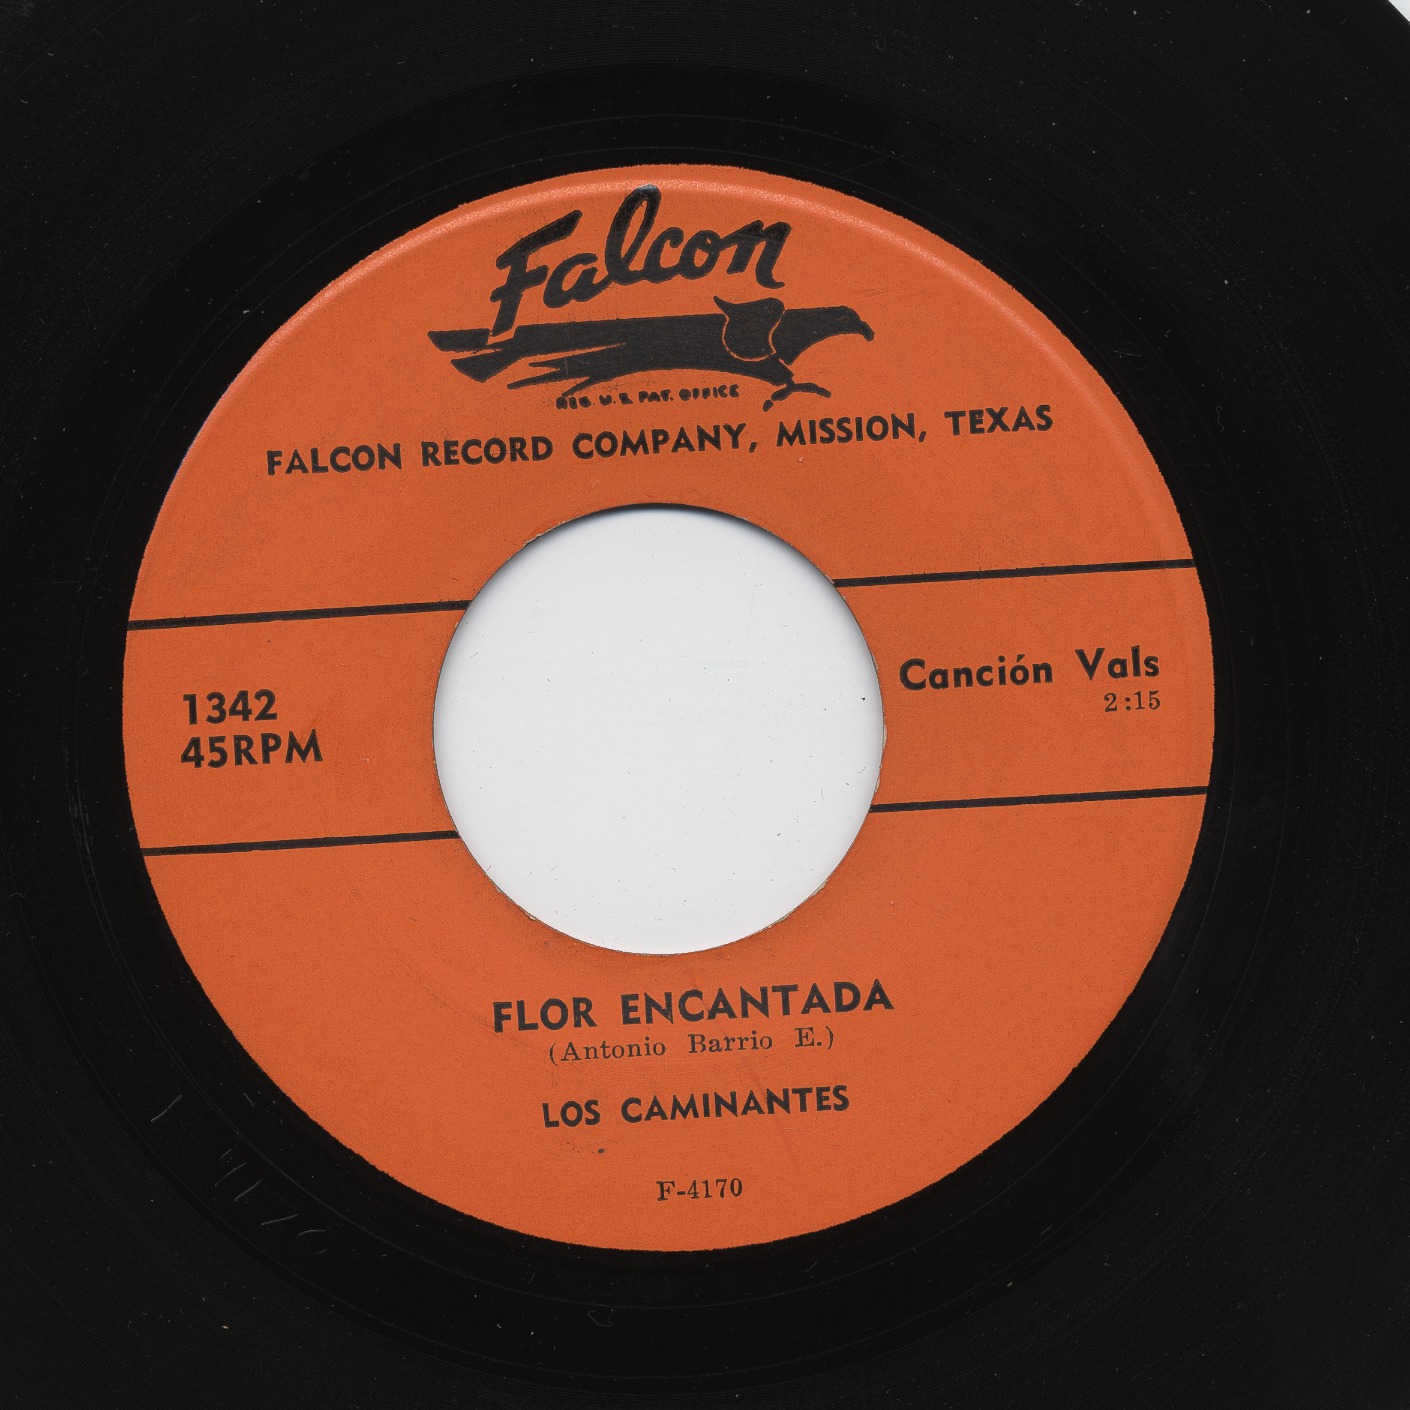 Falcon
REG. U.S. PAT. OFFICE
FALCON RECORD COMPANY, MISSION, TEXAS
1342
45RPM
Canción Vals
2:15
FLOR ENCANTADA
(Antonio Barrio E.)
LOS CAMINANTES
F-4170